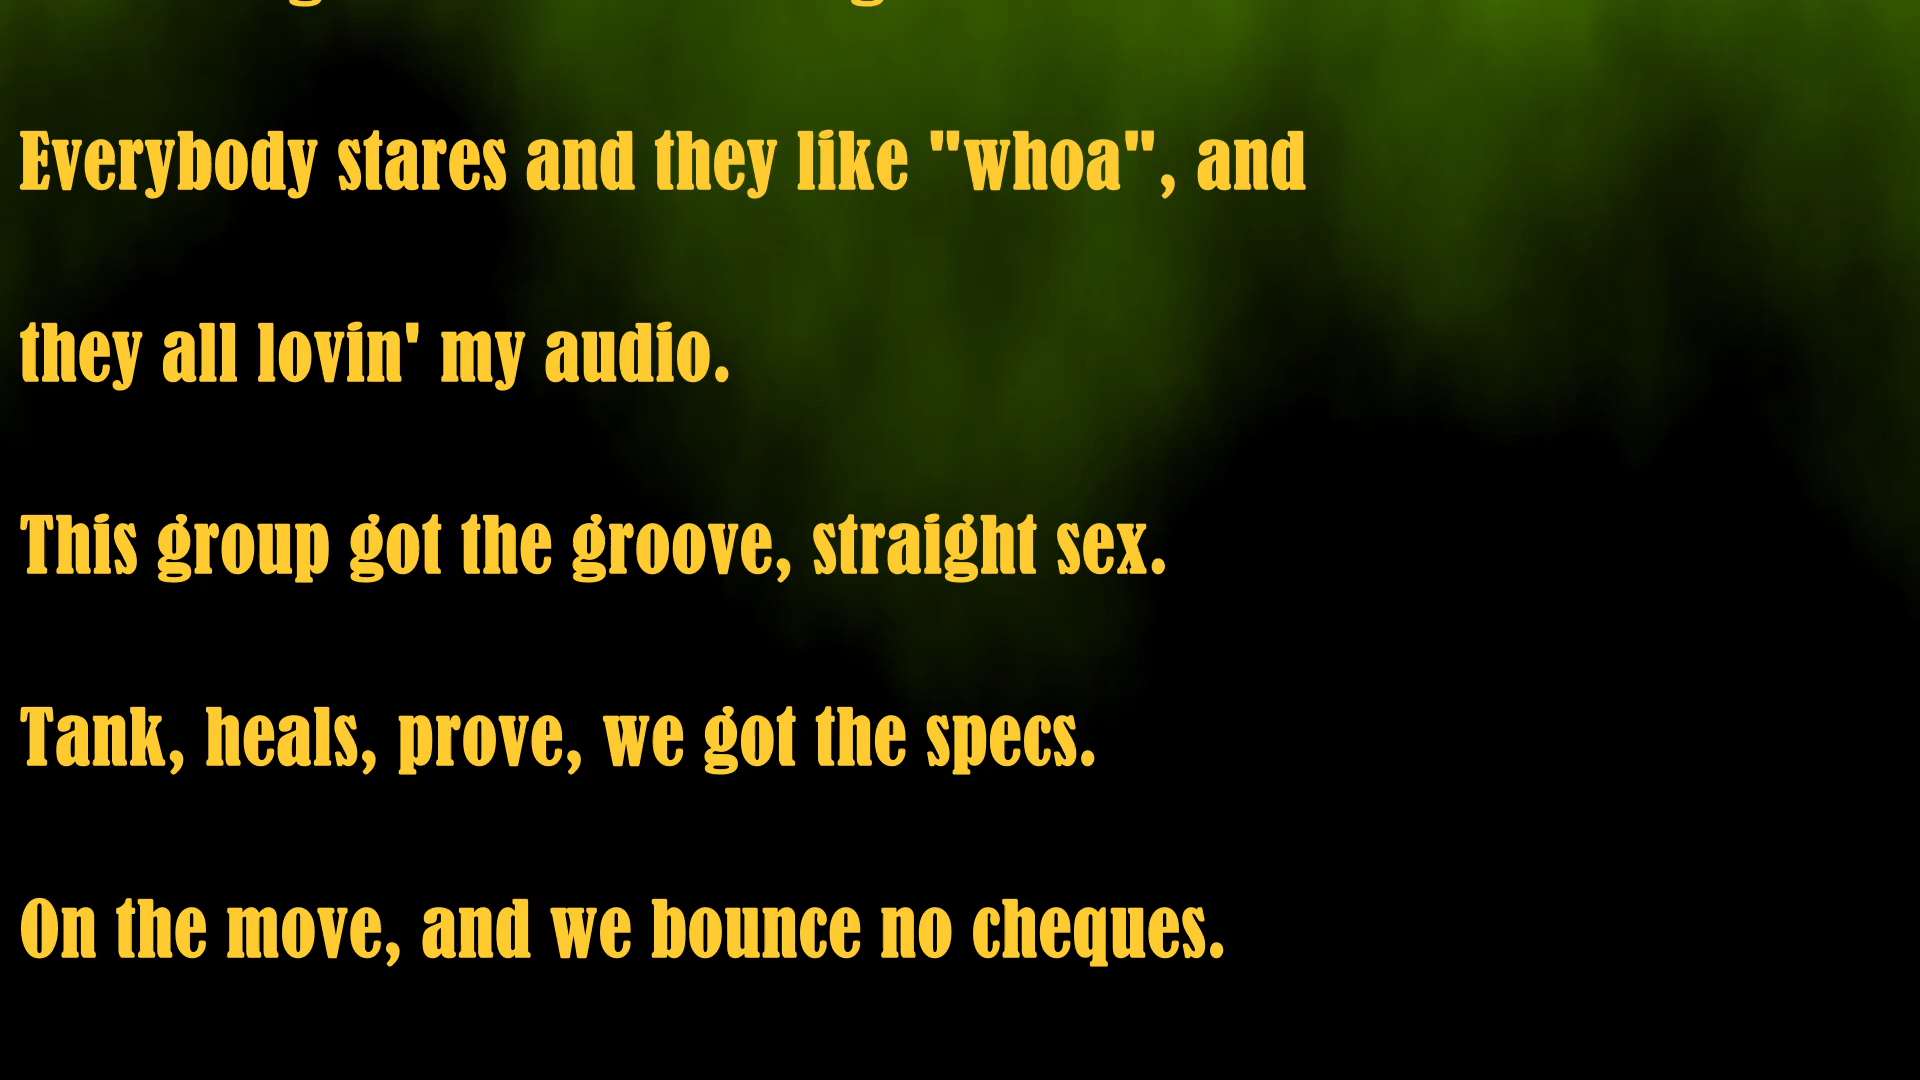 Everybody stares and they like "whoa", and
they all lovin' my audio.
This group got the groove, straight sex.
Tank, heals, prove, we got the specs.
On the move, and we bounce no cheques.